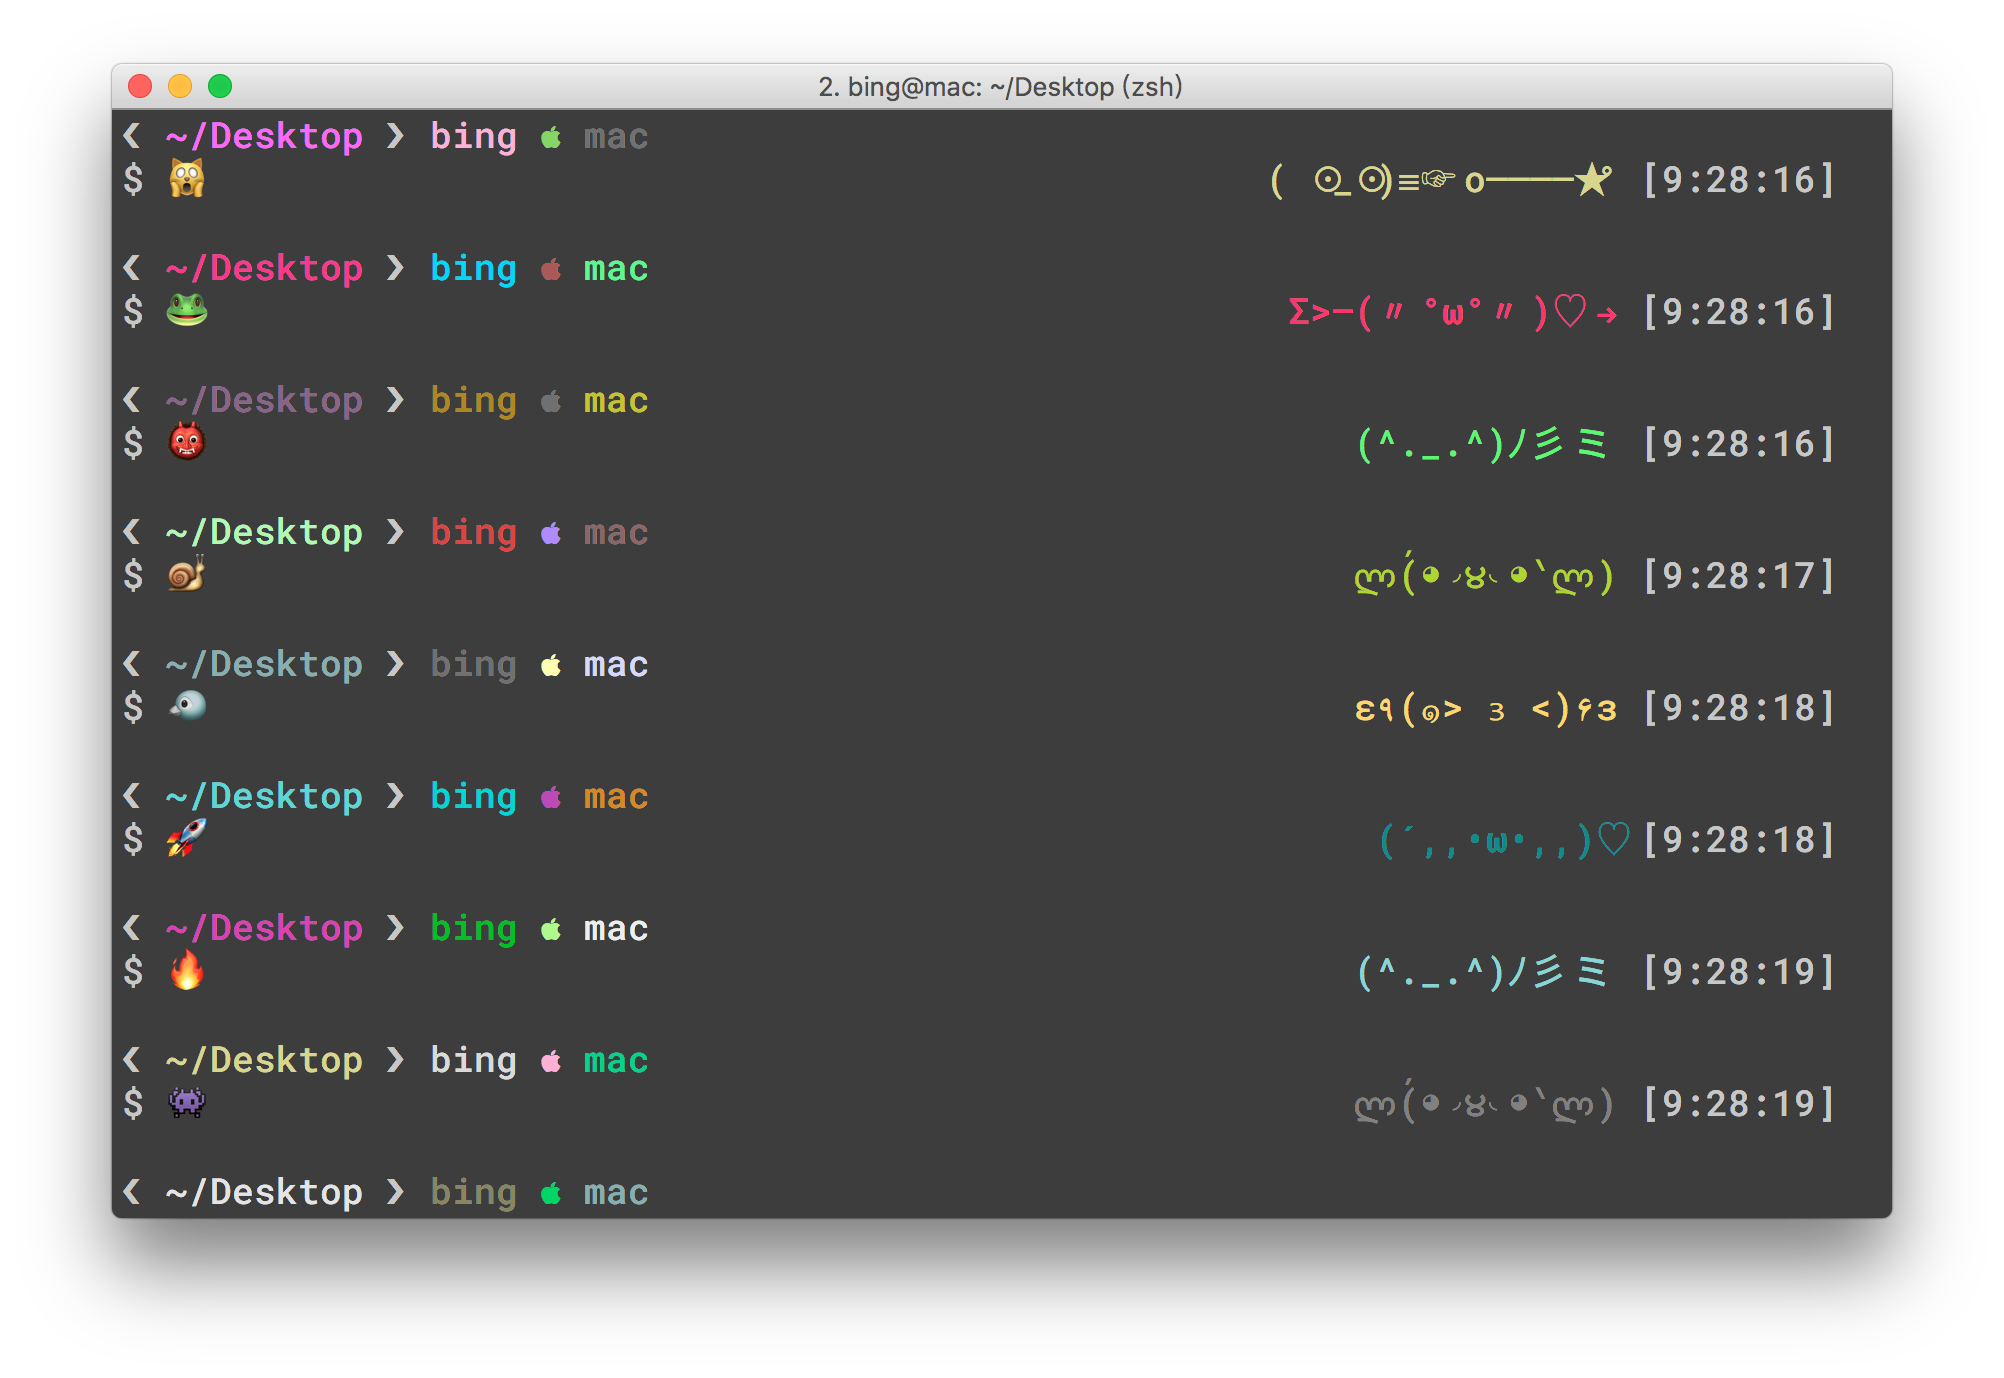 2. bing@mac: ~/Desktop (zsh)
❮ ~/Desktop ❯ bing  mac
$ 🙀 ( ⊙_⊙)≡☞o────★° [9:28:16]
❮ ~/Desktop ❯ bing  mac
$ 🐸 Σ>―(〃°ω°〃)♡→ [9:28:16]
❮ ~/Desktop ❯ bing  mac
$ 👹 (^._.^)ﾉ彡ミ [9:28:16]
❮ ~/Desktop ❯ bing  mac
$ 🐌 ლ(́◕◞౪◟◕‵ლ) [9:28:17]
❮ ~/Desktop ❯ bing  mac
$ 🐦 ε٩(๑> ₃ <)۶з [9:28:18]
❮ ~/Desktop ❯ bing  mac
$ 🚀 (´,,•ω•,,)♡ [9:28:18]
❮ ~/Desktop ❯ bing  mac
$ 🔥 (^._.^)ﾉ彡ミ [9:28:19]
❮ ~/Desktop ❯ bing  mac
$ 👾 ლ(́◕◞౪◟◕‵ლ) [9:28:19]
❮ ~/Desktop ❯ bing  mac